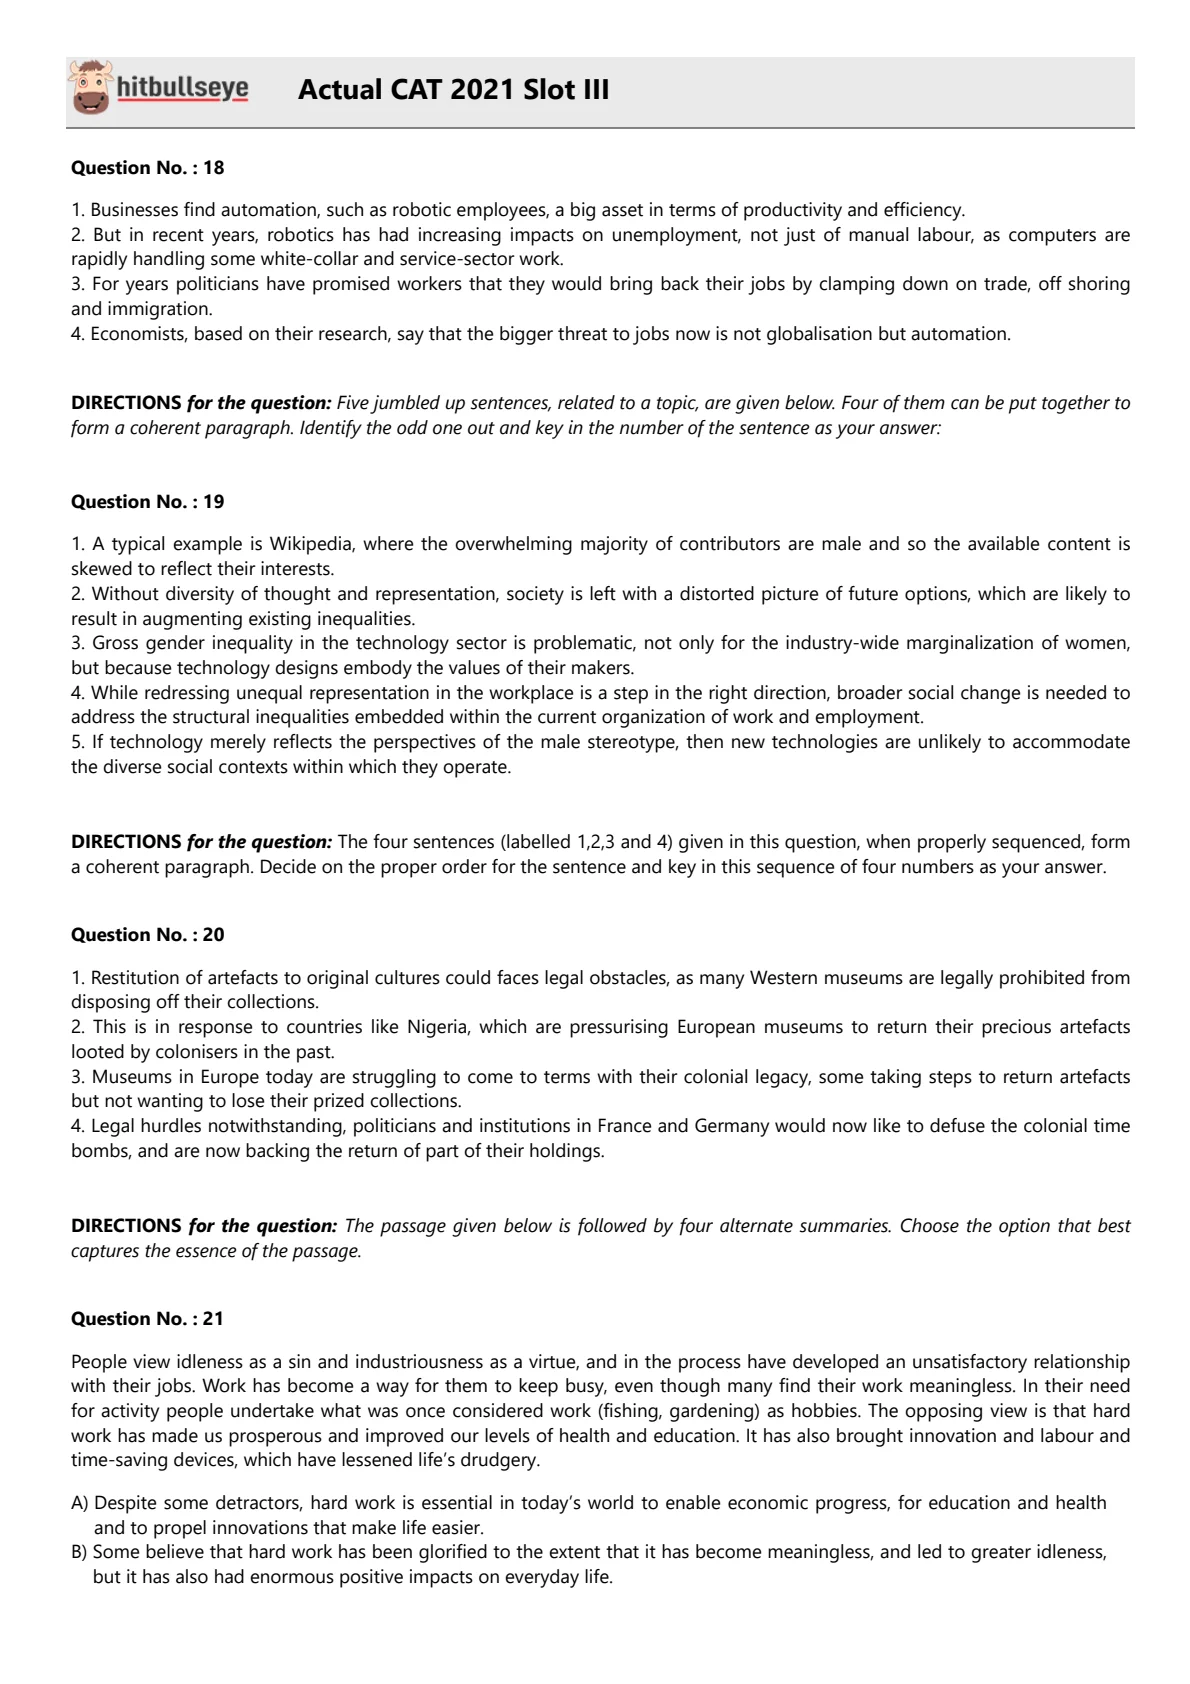 hitbullseye Actual CAT 2021 Slot III
Question No. : 18
1. Businesses find automation, such as robotic employees, a big asset in terms of productivity and efficiency.
2. But in recent years, robotics has had increasing impacts on unemployment, not just of manual labour, as computers are
rapidly handling some white-collar and service-sector work.
3. For years politicians have promised workers that they would bring back their jobs by clamping down on trade, off shoring
and immigration.
4. Economists, based on their research, say that the bigger threat to jobs now is not globalisation but automation.
DIRECTIONS for the question: Five jumbled up sentences, related to a topic, are given below. Four of them can be put together to
form a coherent paragraph. Identify the odd one out and key in the number of the sentence as your answer:
Question No. : 19
1. A typical example is Wikipedia, where the overwhelming majority of contributors are male and so the available content is
skewed to reflect their interests.
2. Without diversity of thought and representation, society is left with a distorted picture of future options, which are likely to
result in augmenting existing inequalities.
3. Gross gender inequality in the technology sector is problematic, not only for the industry-wide marginalization of women,
but because technology designs embody the values of their makers.
4. While redressing unequal representation in the workplace is a step in the right direction, broader social change is needed to
address the structural inequalities embedded within the current organization of work and employment.
5. If technology merely reflects the perspectives of the male stereotype, then new technologies are unlikely to accommodate
the diverse social contexts within which they operate.
DIRECTIONS for the question: The four sentences (labelled 1,2,3 and 4) given in this question, when properly sequenced, form
a coherent paragraph. Decide on the proper order for the sentence and key in this sequence of four numbers as your answer.
Question No. : 20
1. Restitution of artefacts to original cultures could faces legal obstacles, as many Western museums are legally prohibited from
disposing off their collections.
2. This is in response to countries like Nigeria, which are pressurising European museums to return their precious artefacts
looted by colonisers in the past.
3. Museums in Europe today are struggling to come to terms with their colonial legacy, some taking steps to return artefacts
but not wanting to lose their prized collections.
4. Legal hurdles notwithstanding, politicians and institutions in France and Germany would now like to defuse the colonial time
bombs, and are now backing the return of part of their holdings.
DIRECTIONS for the question: The passage given below is followed by four alternate summaries. Choose the option that best
captures the essence of the passage.
Question No. : 21
People view idleness as a sin and industriousness as a virtue, and in the process have developed an unsatisfactory relationship
with their jobs. Work has become a way for them to keep busy, even though many find their work meaningless. In their need
for activity people undertake what was once considered work (fishing, gardening) as hobbies. The opposing view is that hard
work has made us prosperous and improved our levels of health and education. It has also brought innovation and labour and
time-saving devices, which have lessened life’s drudgery.
A) Despite some detractors, hard work is essential in today’s world to enable economic progress, for education and health
and to propel innovations that make life easier.
B) Some believe that hard work has been glorified to the extent that it has become meaningless, and led to greater idleness,
but it has also had enormous positive impacts on everyday life.